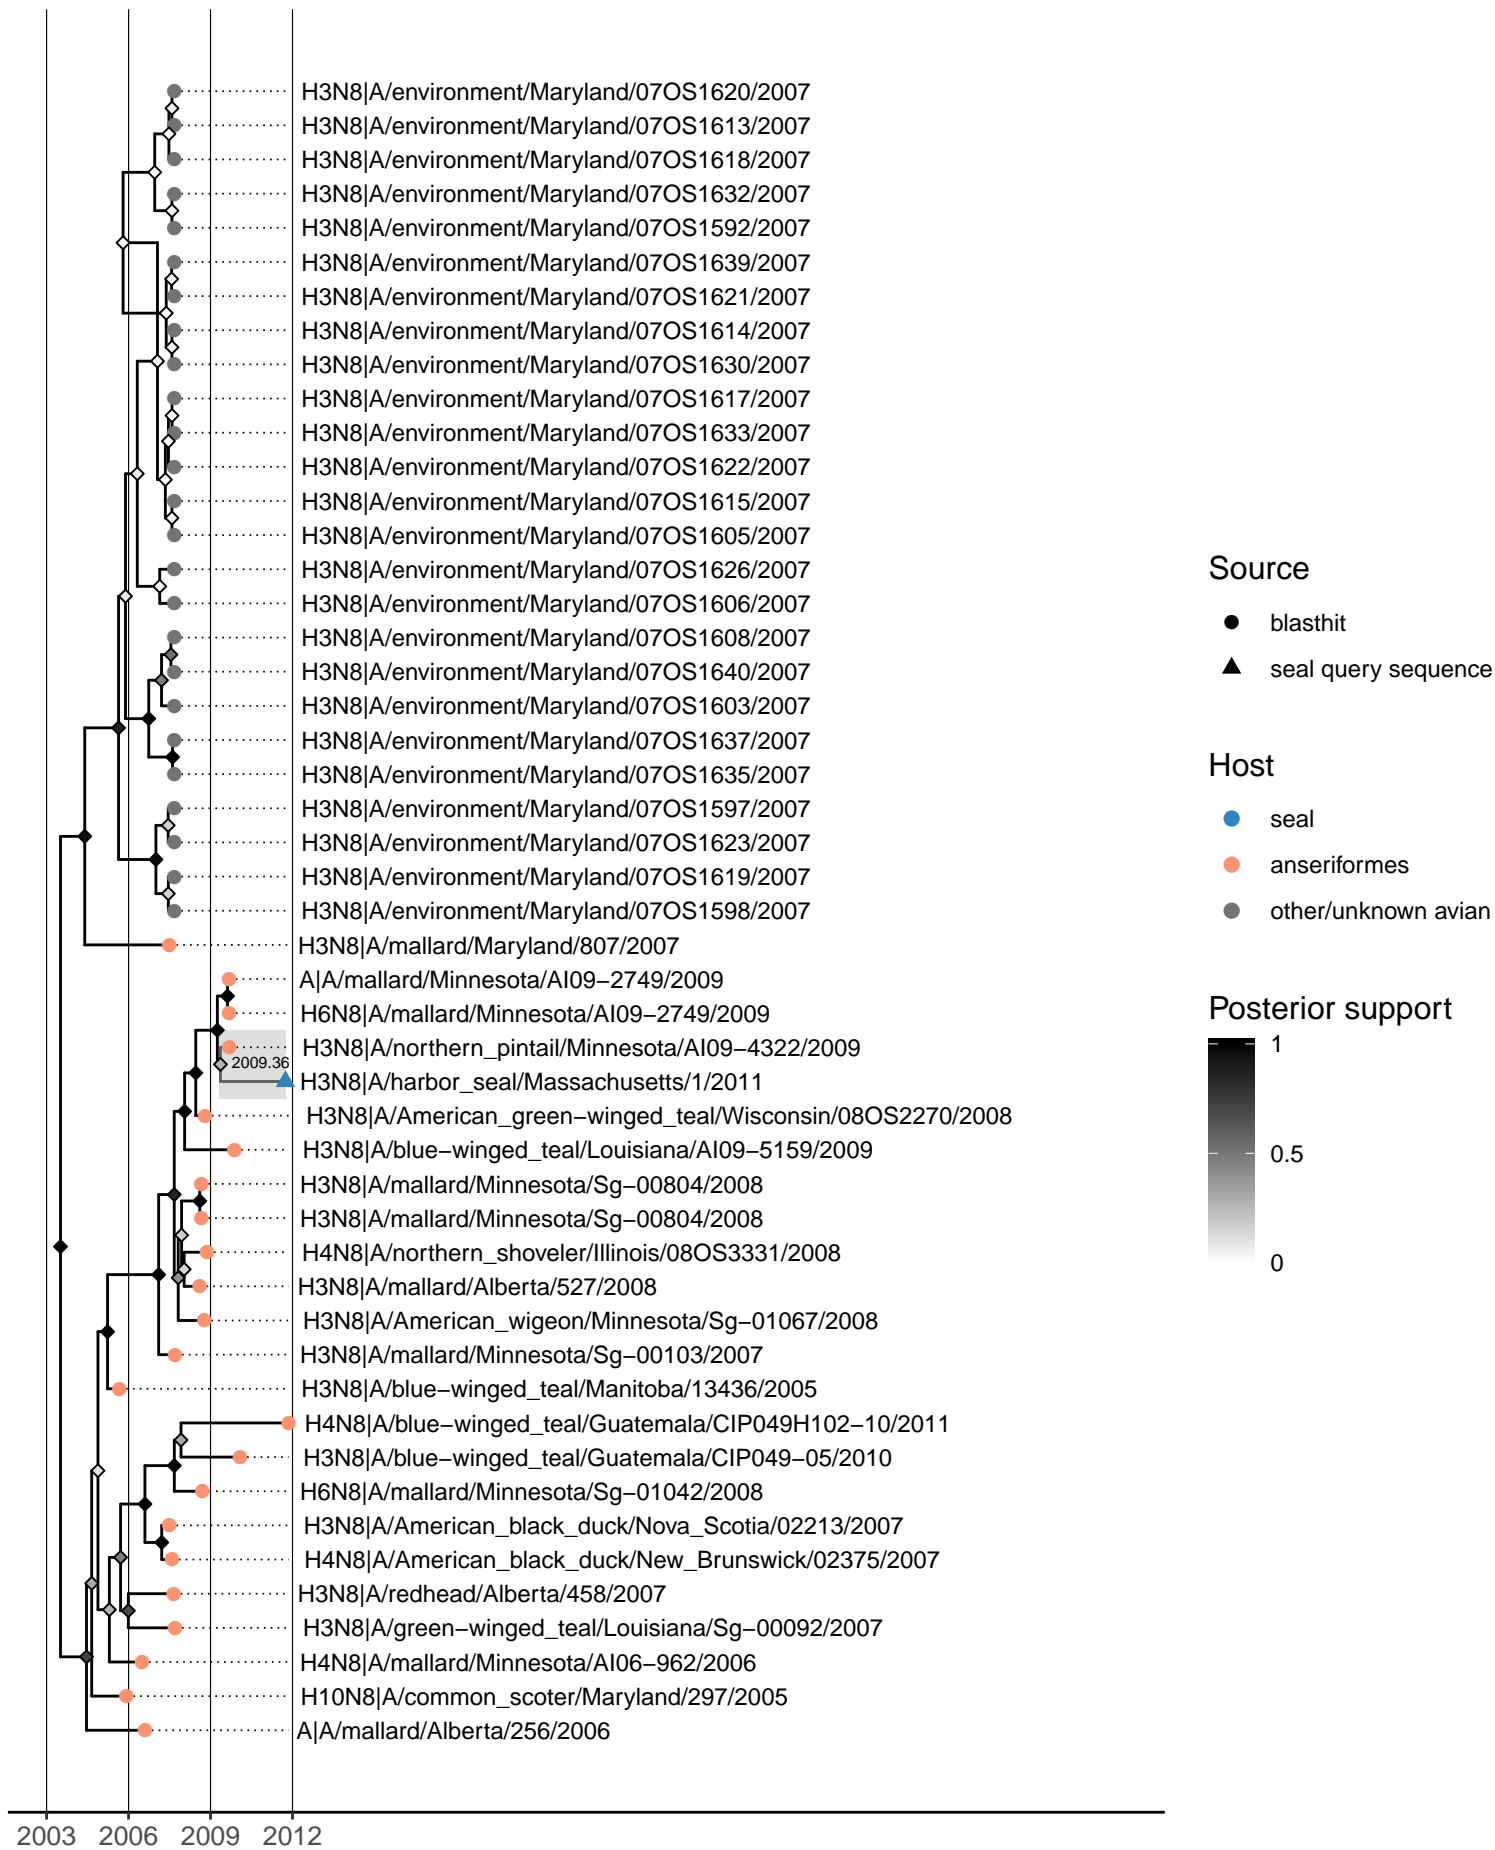 H3N8|A/environment/Maryland/07OS1620/2007
H3N8|A/environment/Maryland/07OS1613/2007
H3N8|A/environment/Maryland/07OS1618/2007
H3N8|A/environment/Maryland/07OS1632/2007
H3N8|A/environment/Maryland/07OS1592/2007
H3N8|A/environment/Maryland/07OS1639/2007
H3N8|A/environment/Maryland/07OS1621/2007
H3N8|A/environment/Maryland/07OS1614/2007
H3N8|A/environment/Maryland/07OS1630/2007
H3N8|A/environment/Maryland/07OS1617/2007
H3N8|A/environment/Maryland/07OS1633/2007
H3N8|A/environment/Maryland/07OS1622/2007
H3N8|A/environment/Maryland/07OS1615/2007
H3N8|A/environment/Maryland/07OS1605/2007
H3N8|A/environment/Maryland/07OS1626/2007
H3N8|A/environment/Maryland/07OS1606/2007
H3N8|A/environment/Maryland/07OS1608/2007
H3N8|A/environment/Maryland/07OS1640/2007
H3N8|A/environment/Maryland/07OS1603/2007
H3N8|A/environment/Maryland/07OS1637/2007
H3N8|A/environment/Maryland/07OS1635/2007
H3N8|A/environment/Maryland/07OS1597/2007
H3N8|A/environment/Maryland/07OS1623/2007
H3N8|A/environment/Maryland/07OS1619/2007
H3N8|A/environment/Maryland/07OS1598/2007
H3N8|A/mallard/Maryland/807/2007
A|A/mallard/Minnesota/AI09−2749/2009
H6N8|A/mallard/Minnesota/AI09−2749/2009
H3N8|A/northern_pintail/Minnesota/AI09−4322/2009
2009.36
H3N8|A/harbor_seal/Massachusetts/1/2011
H3N8|A/American_green−winged_teal/Wisconsin/08OS2270/2008
H3N8|A/blue−winged_teal/Louisiana/AI09−5159/2009
H3N8|A/mallard/Minnesota/Sg−00804/2008
H3N8|A/mallard/Minnesota/Sg−00804/2008
H4N8|A/northern_shoveler/Illinois/08OS3331/2008
H3N8|A/mallard/Alberta/527/2008
H3N8|A/American_wigeon/Minnesota/Sg−01067/2008
H3N8|A/mallard/Minnesota/Sg−00103/2007
H3N8|A/blue−winged_teal/Manitoba/13436/2005
H4N8|A/blue−winged_teal/Guatemala/CIP049H102−10/2011
H3N8|A/blue−winged_teal/Guatemala/CIP049−05/2010
H6N8|A/mallard/Minnesota/Sg−01042/2008
H3N8|A/American_black_duck/Nova_Scotia/02213/2007
H4N8|A/American_black_duck/New_Brunswick/02375/2007
H3N8|A/redhead/Alberta/458/2007
H3N8|A/green−winged_teal/Louisiana/Sg−00092/2007
H4N8|A/mallard/Minnesota/AI06−962/2006
H10N8|A/common_scoter/Maryland/297/2005
A|A/mallard/Alberta/256/2006
2003 2006 2009 2012
Source
blasthit
seal query sequence
Host
seal
anseriformes
other/unknown avian
Posterior support
1
0.5
0